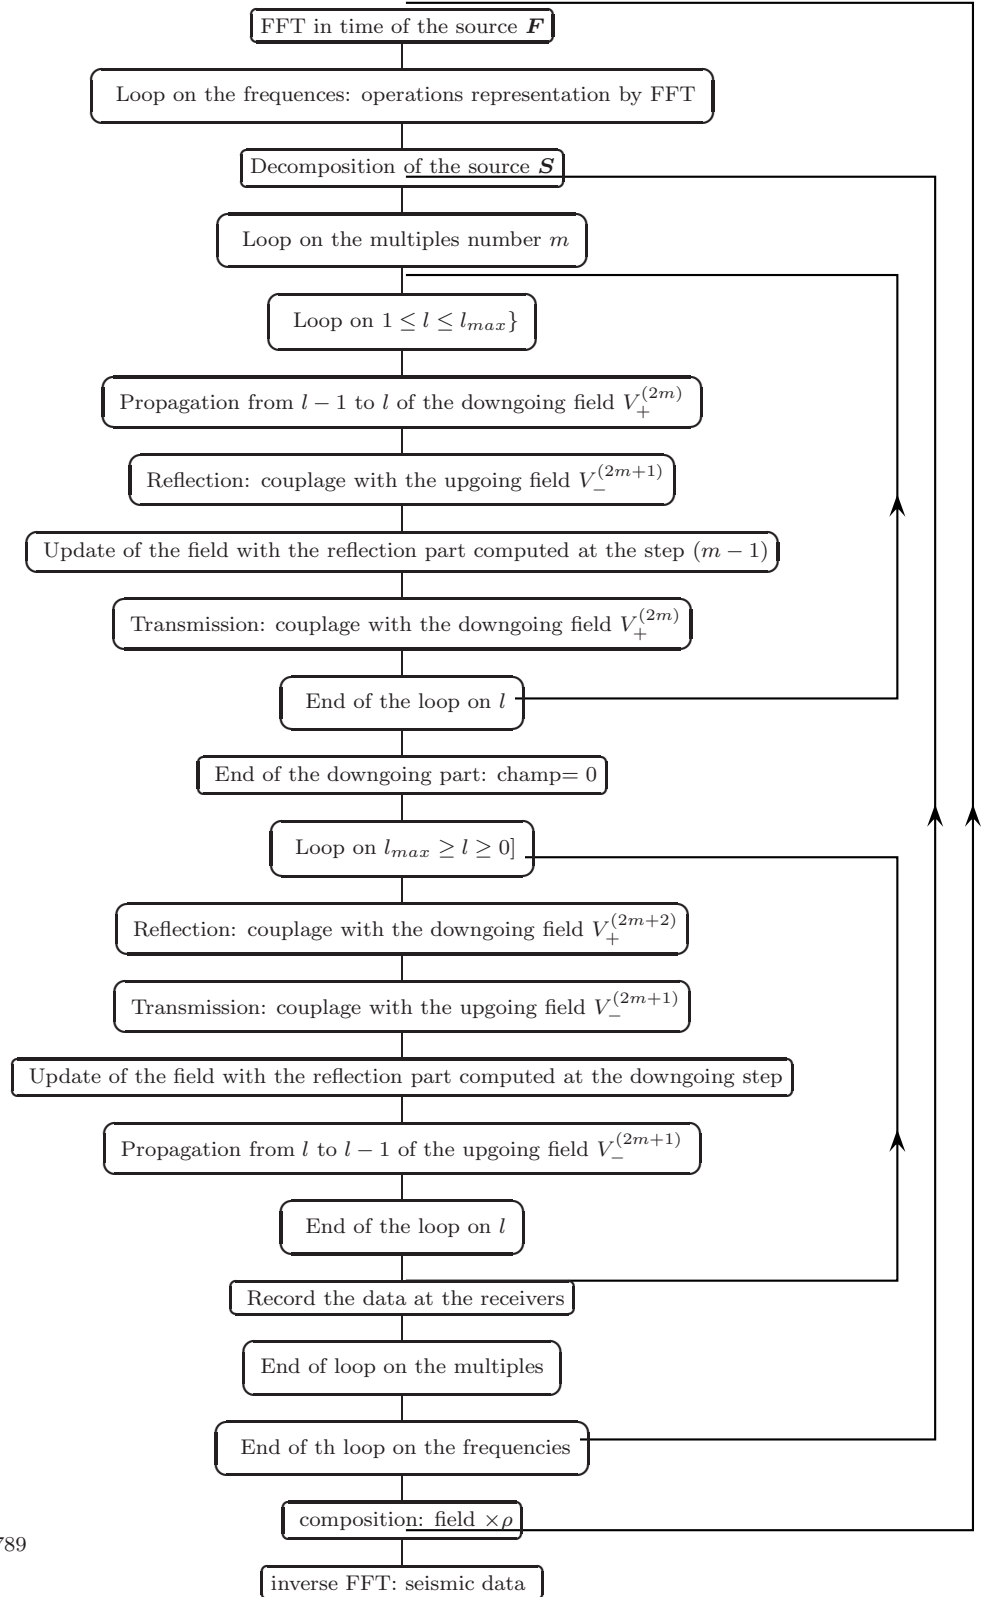 FFT in time of the source F
Loop on the frequences: operations representation by FFT
Decomposition of the source S
Loop on the multiples number m
Loop on 1 ≤ l ≤ l_{max}}
Propagation from l − 1 to l of the downgoing field V_+^{(2m)}
Reflection: couplage with the upgoing field V_−^{(2m+1)}
Update of the field with the reflection part computed at the step (m − 1)
Transmission: couplage with the downgoing field V_+^{(2m)}
End of the loop on l
End of the downgoing part: champ= 0
Loop on l_{max} ≥ l ≥ 0]
Reflection: couplage with the downgoing field V_+^{(2m+2)}
Transmission: couplage with the upgoing field V_−^{(2m+1)}
Update of the field with the reflection part computed at the downgoing step
Propagation from l to l − 1 of the upgoing field V_−^{(2m+1)}
End of the loop on l
Record the data at the receivers
End of loop on the multiples
End of th loop on the frequencies
composition: field ×ρ
789
inverse FFT: seismic data